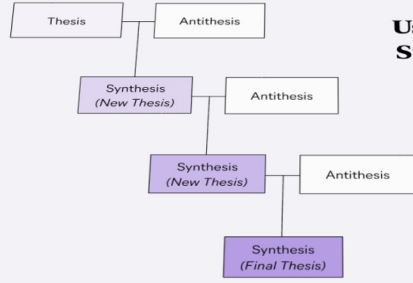 Thesis
Antithesis
Synthesis
(New Thesis)
Antithesis
Synthesis
(New Thesis)
Antithesis
Synthesis
(Final Thesis)